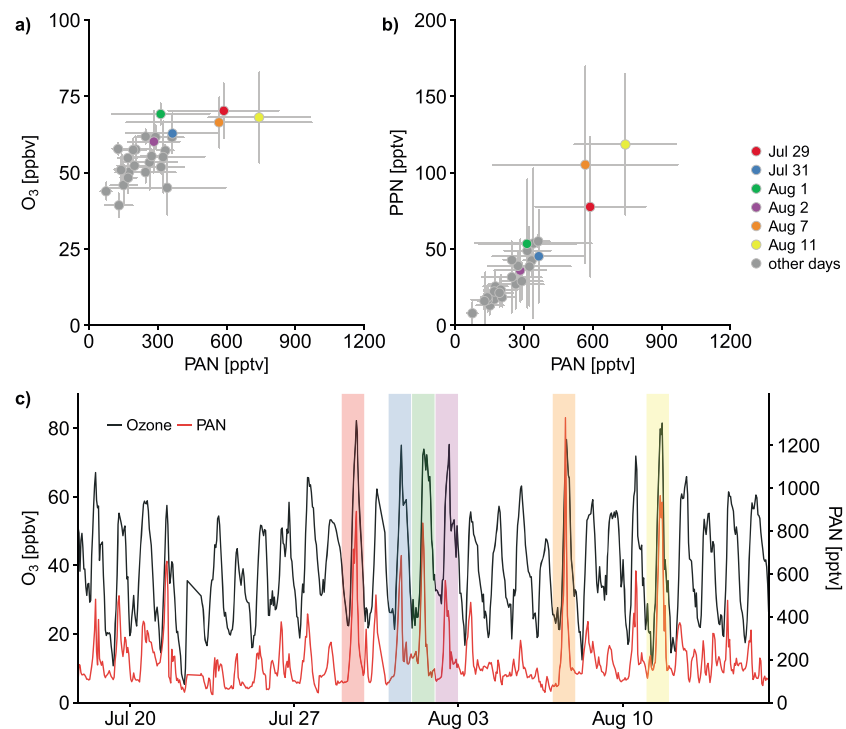 a)
100
75
50
25
0
O3 [ppbv]
0 300 600 900 1200
PAN [pptv]
b)
200
150
100
50
0
PPN [pptv]
0 300 600 900 1200
PAN [pptv]
Jul 29
Jul 31
Aug 1
Aug 2
Aug 7
Aug 11
other days
c)
Ozone PAN
80
60
40
20
0
O3 [ppbv]
1200
1000
800
600
400
200
0
PAN [pptv]
Jul 20 Jul 27 Aug 03 Aug 10